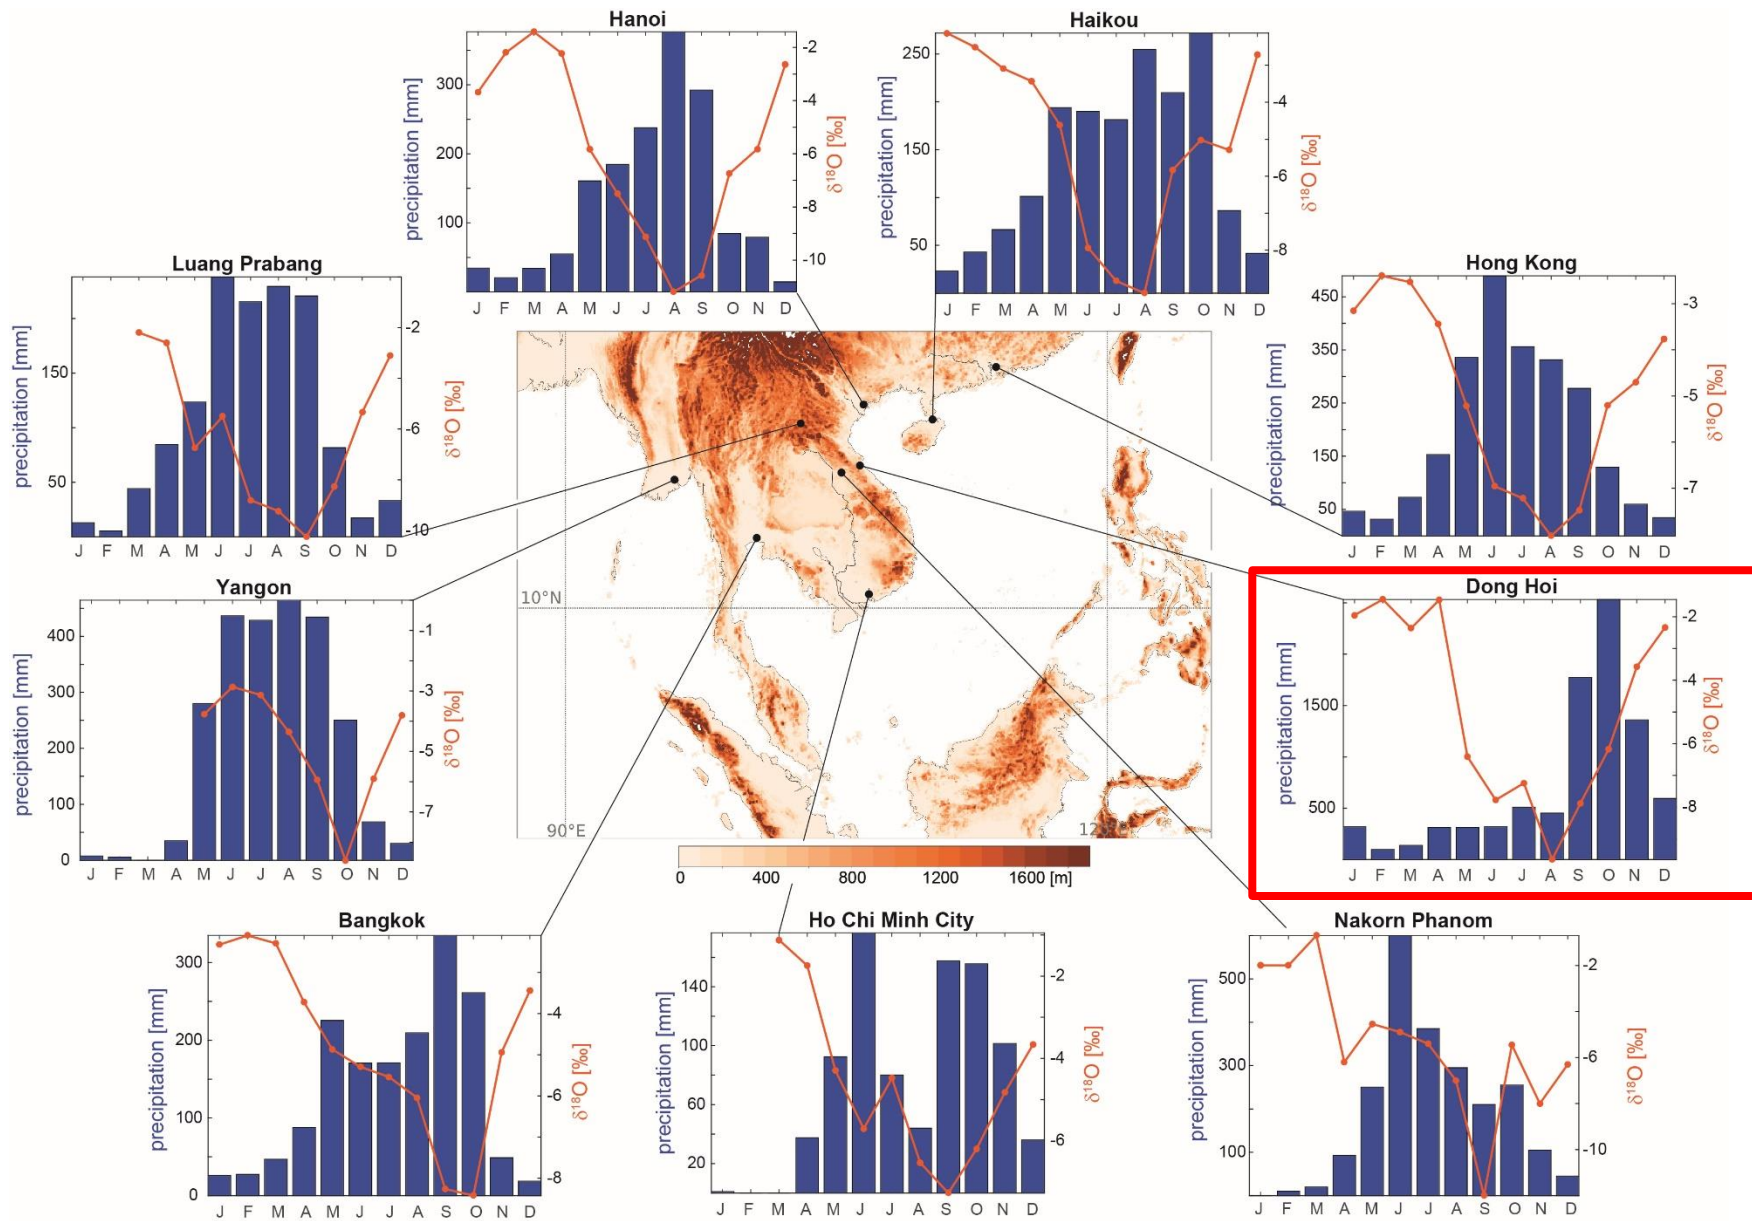 Hanoi
precipitation [mm]
300
200
100
-2
-4
-6
-8
-10
δ¹⁸O [‰]
J F M A M J J A S O N D
Haikou
precipitation [mm]
250
150
50
-4
-6
-8
δ¹⁸O [‰]
J F M A M J J A S O N D
Luang Prabang
precipitation [mm]
150
50
-2
-6
-10
δ¹⁸O [‰]
J F M A M J J A S O N D
Hong Kong
precipitation [mm]
450
350
250
150
50
-3
-5
-7
δ¹⁸O [‰]
J F M A M J J A S O N D
Yangon
precipitation [mm]
400
300
200
100
0
-1
-3
-5
-7
δ¹⁸O [‰]
J F M A M J J A S O N D
10°N
90°E
0 400 800 1200 1600 [m]
Dong Hoi
precipitation [mm]
1500
500
-2
-4
-6
-8
δ¹⁸O [‰]
J F M A M J J A S O N D
Bangkok
precipitation [mm]
300
200
100
0
-4
-6
-8
δ¹⁸O [‰]
J F M A M J J A S O N D
Ho Chi Minh City
precipitation [mm]
140
100
60
20
-2
-4
-6
δ¹⁸O [‰]
J F M A M J J A S O N D
Nakorn Phanom
precipitation [mm]
500
300
100
-2
-6
-10
δ¹⁸O [‰]
J F M A M J J A S O N D